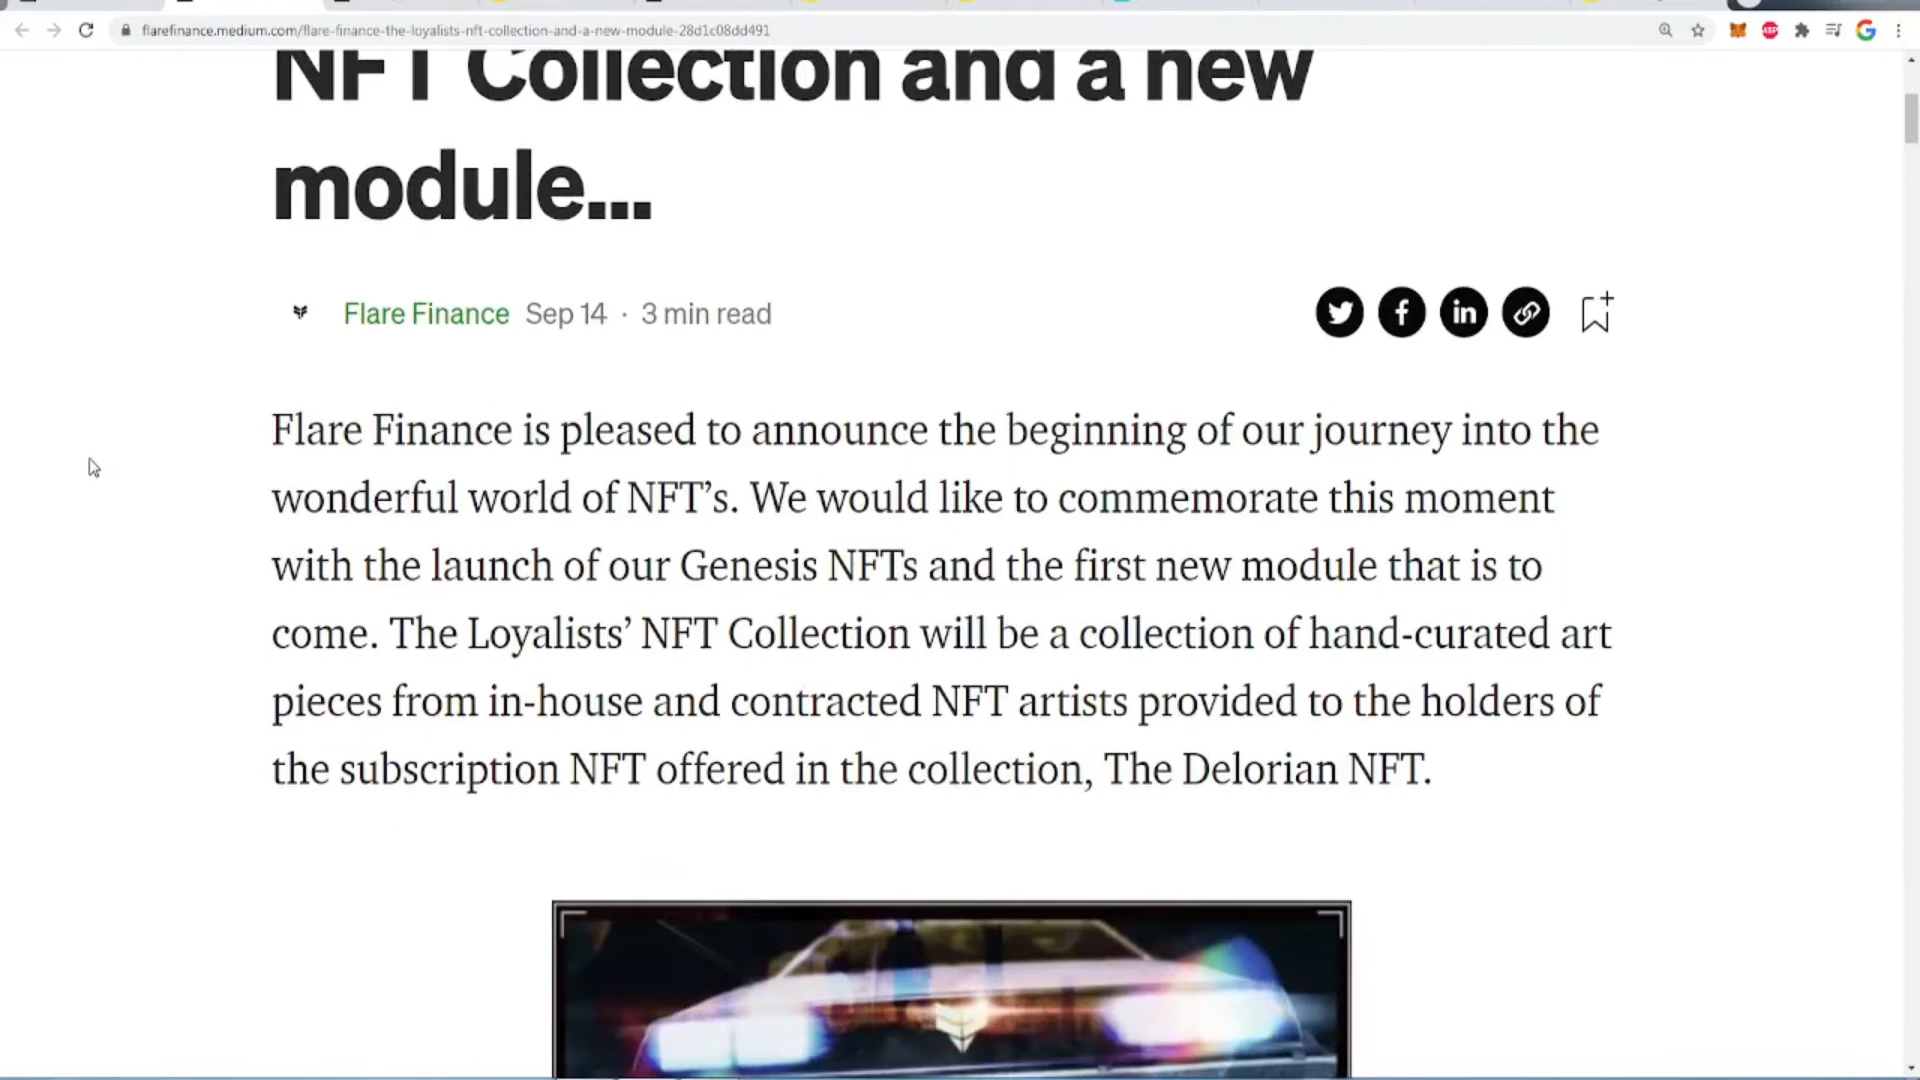 flarefinance.medium.com/flare-finance-the-loyalists-nft-collection-and-a-new-module-28d1c08dd491
ABP
G
NFT Collection and a new
module...
Flare Finance Sep 14 · 3 min read
Flare Finance is pleased to announce the beginning of our journey into the
wonderful world of NFT’s. We would like to commemorate this moment
with the launch of our Genesis NFTs and the first new module that is to
come. The Loyalists’ NFT Collection will be a collection of hand-curated art
pieces from in-house and contracted NFT artists provided to the holders of
the subscription NFT offered in the collection, The Delorian NFT.